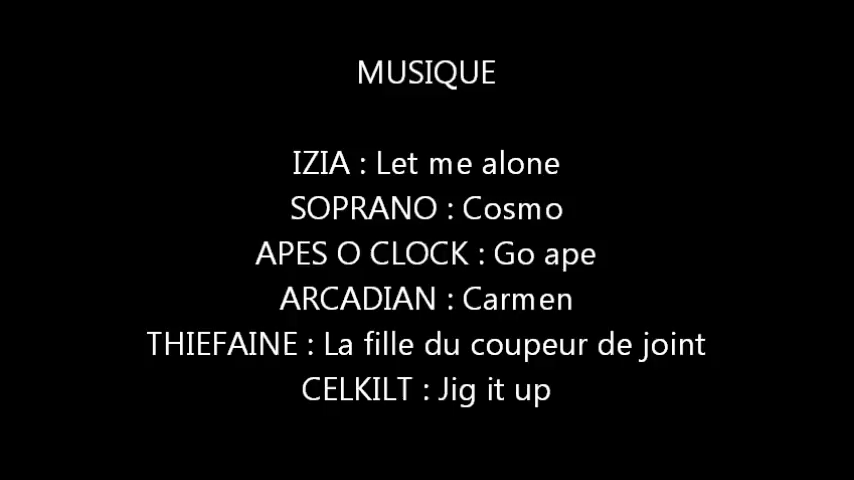 MUSIQUE
IZIA : Let me alone
SOPRANO : Cosmo
APES O CLOCK : Go ape
ARCADIAN : Carmen
THIEFAINE : La fille du coupeur de joint
CELKILT : Jig it up